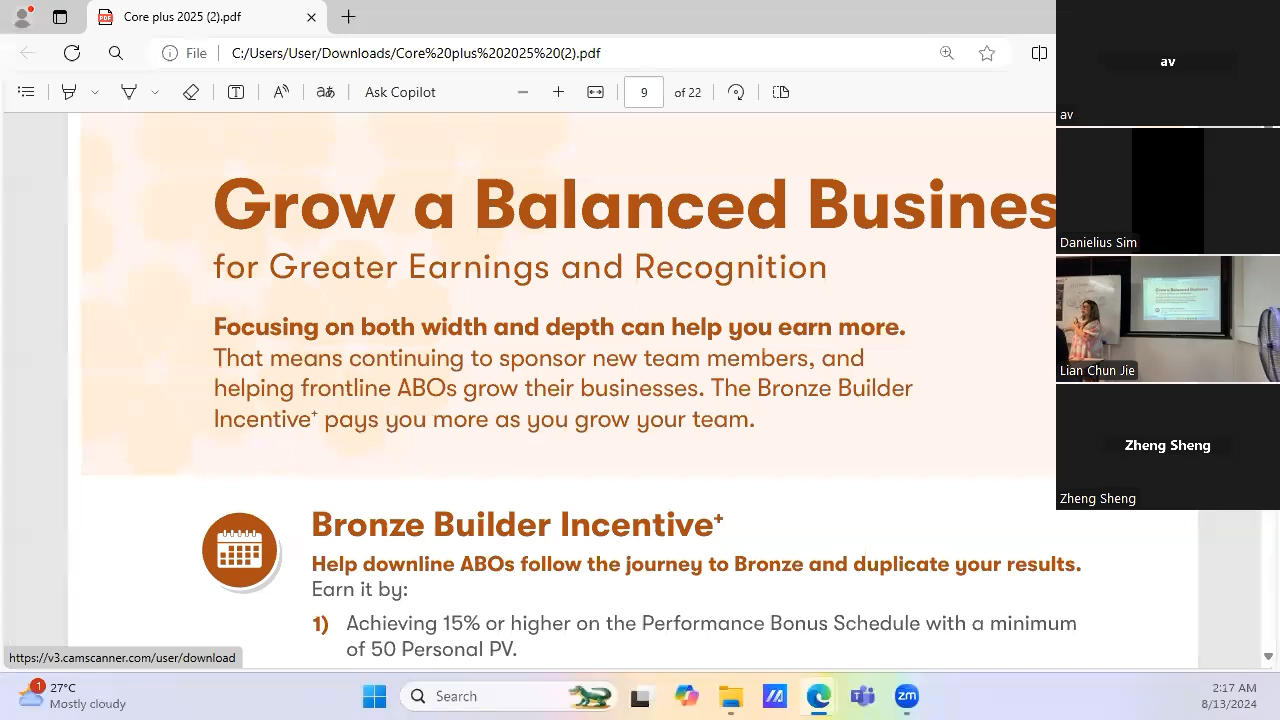 Core plus 2025 (2).pdf
File
C:/Users/User/Downloads/Core%20plus%202025%20(2).pdf
Ask Copilot
9
of 22
Grow a Balanced Busines
for Greater Earnings and Recognition
Focusing on both width and depth can help you earn more.
That means continuing to sponsor new team members, and
helping frontline ABOs grow their businesses. The Bronze Builder
Incentive+ pays you more as you grow your team.
Bronze Builder Incentive+
Help downline ABOs follow the journey to Bronze and duplicate your results.
Earn it by:
1) Achieving 15% or higher on the Performance Bonus Schedule with a minimum
of 50 Personal PV.
https://v3.camscanner.com/user/download
av
av
Danielius Sim
Grow a Balanced Business
Lian Chun Jie
Zheng Sheng
Zheng Sheng
1
27°C
Mostly cloudy
Search
zm
2:17 AM
8/13/2024